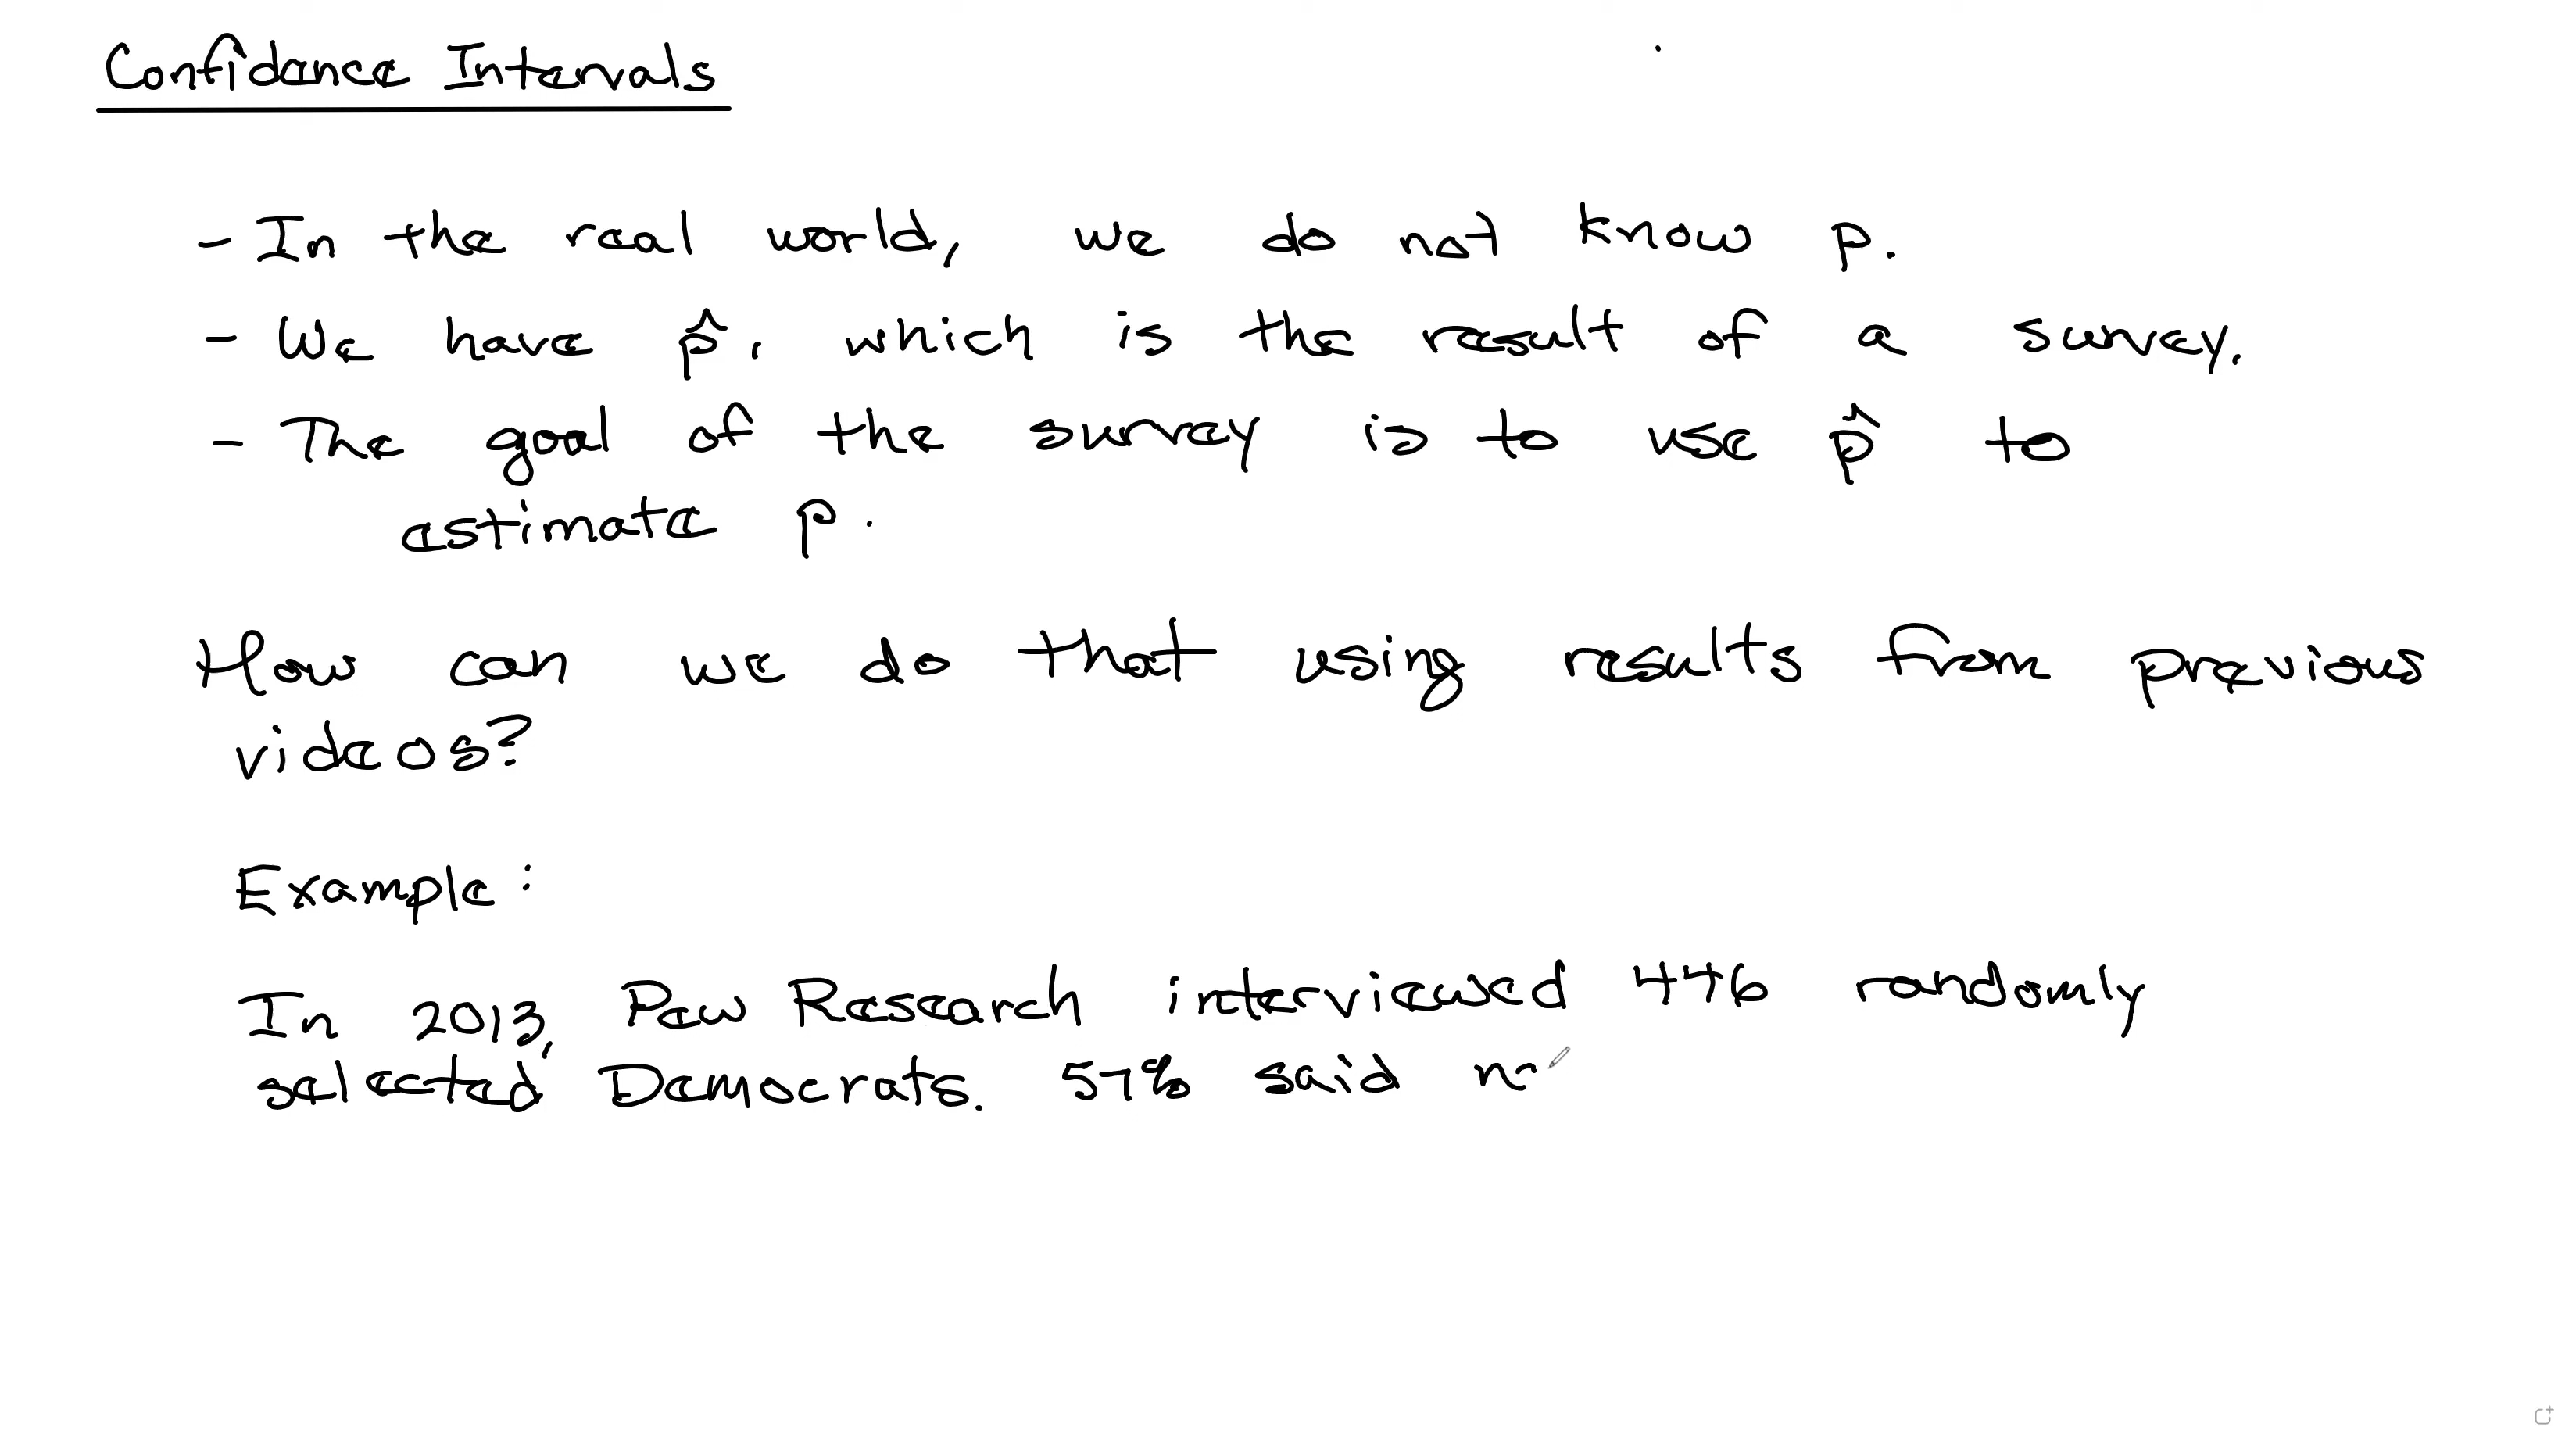 Confidence Intervals
- In the real world, we do not know p.
- We have p̂, which is the result of a survey.
- The goal of the survey is to use p̂ to
estimate p.
How can we do that using results from previous
videos?
Example:
In 2013, Pew Research interviewed 446 randomly
selected Democrats. 57% said